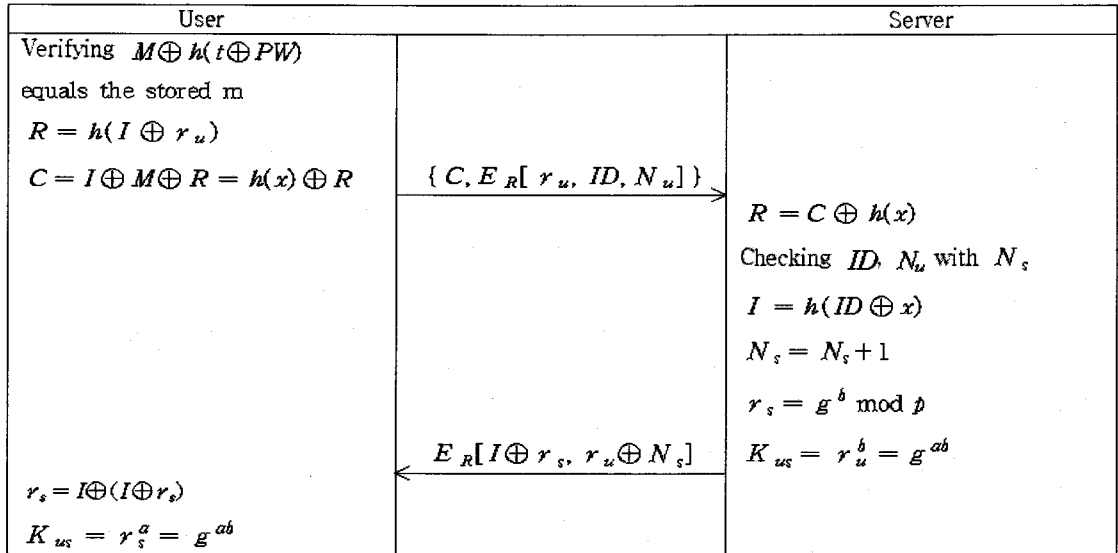 User Server
Verifying M⊕h(t⊕PW)
equals the stored m
R = h(I ⊕ r_u)
C = I⊕M⊕R = h(x)⊕R
{ C, E_R[ r_u, ID, N_u] }
R = C ⊕ h(x)
Checking ID, N_u with N_s
I = h(ID⊕x)
N_s = N_s + 1
r_s = g^b mod p
E_R[I⊕r_s, r_u⊕N_s]
K_us = r_u^b = g^ab
r_s = I⊕(I⊕r_s)
K_us = r_s^a = g^ab